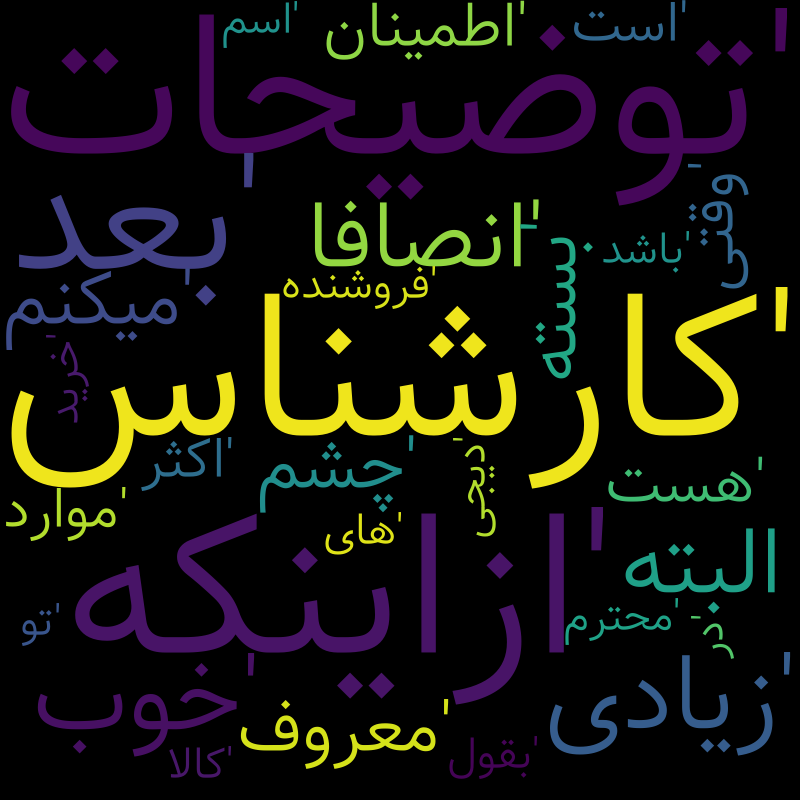 'اسم
'اطمینان
'است
'توضیحات
'بعد
'انصافا
'وقتی
'باشد
'بسته
'فروشنده
'میکنم
'کارشناس
'خرید
'اکثر
'چشم
'دیجی
'هست
'موارد
'های
'ازاینکه
'البته
'تو
'محترم
'در
'خوب
'زیادی
'معروف
'بقول
'کالا